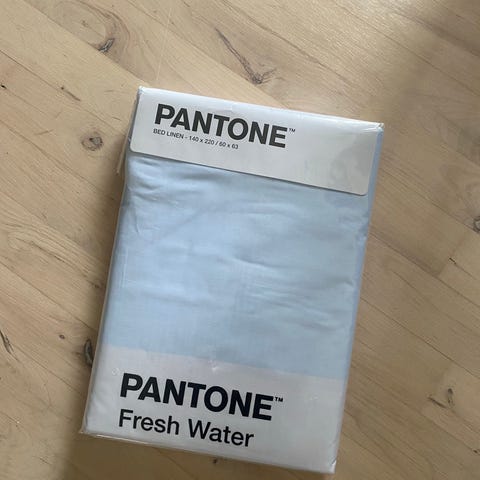 PANTONE™
BED LINEN - 140 x 220 / 60 x 63
PANTONE™
Fresh Water